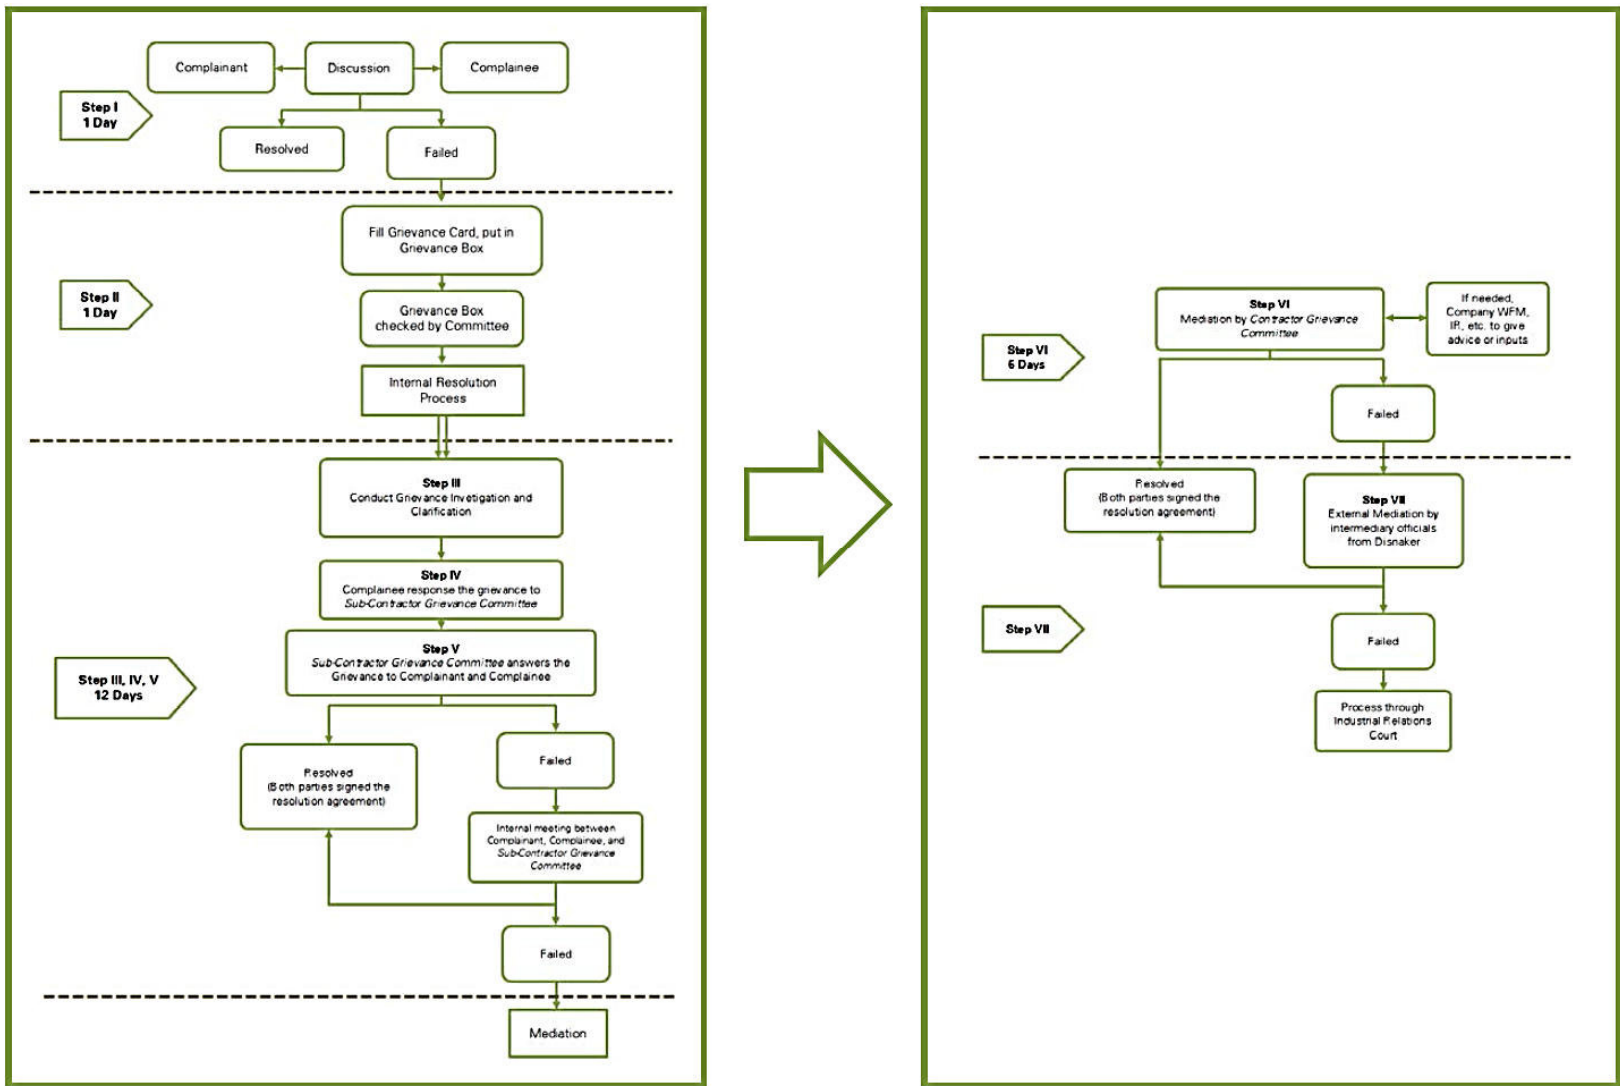 Complainant
Discussion
Complainee
Step I
1 Day
Resolved
Failed
Fill Grievance Card, put in
Grievance Box
Step II
1 Day
Grievance Box
checked by Committee
Internal Resolution
Process
Step III
Conduct Grievance Invetigation and
Clarification
Step IV
Complainee response the grievance to
Sub-Contractor Grievance Committee
Step V
Sub-Contractor Grievance Committee answers the
Grievance to Complainant and Complainee
Step III, IV, V
12 Days
Failed
Resolved
(Both parties signed the
resolution agreement)
Internal meeting between
Complainant, Complainee, and
Sub-Contractor Grievance
Committee
Failed
Mediation
Step VI
Mediation by Contractor Grievance
Committee
If needed,
Company WFM,
IR, etc. to give
advice or inputs
Step VI
6 Days
Failed
Resolved
(Both parties signed the
resolution agreement)
Step VII
External Mediation by
intermediary officials
from Disnaker
Step VII
Failed
Process through
Industrial Relations
Court